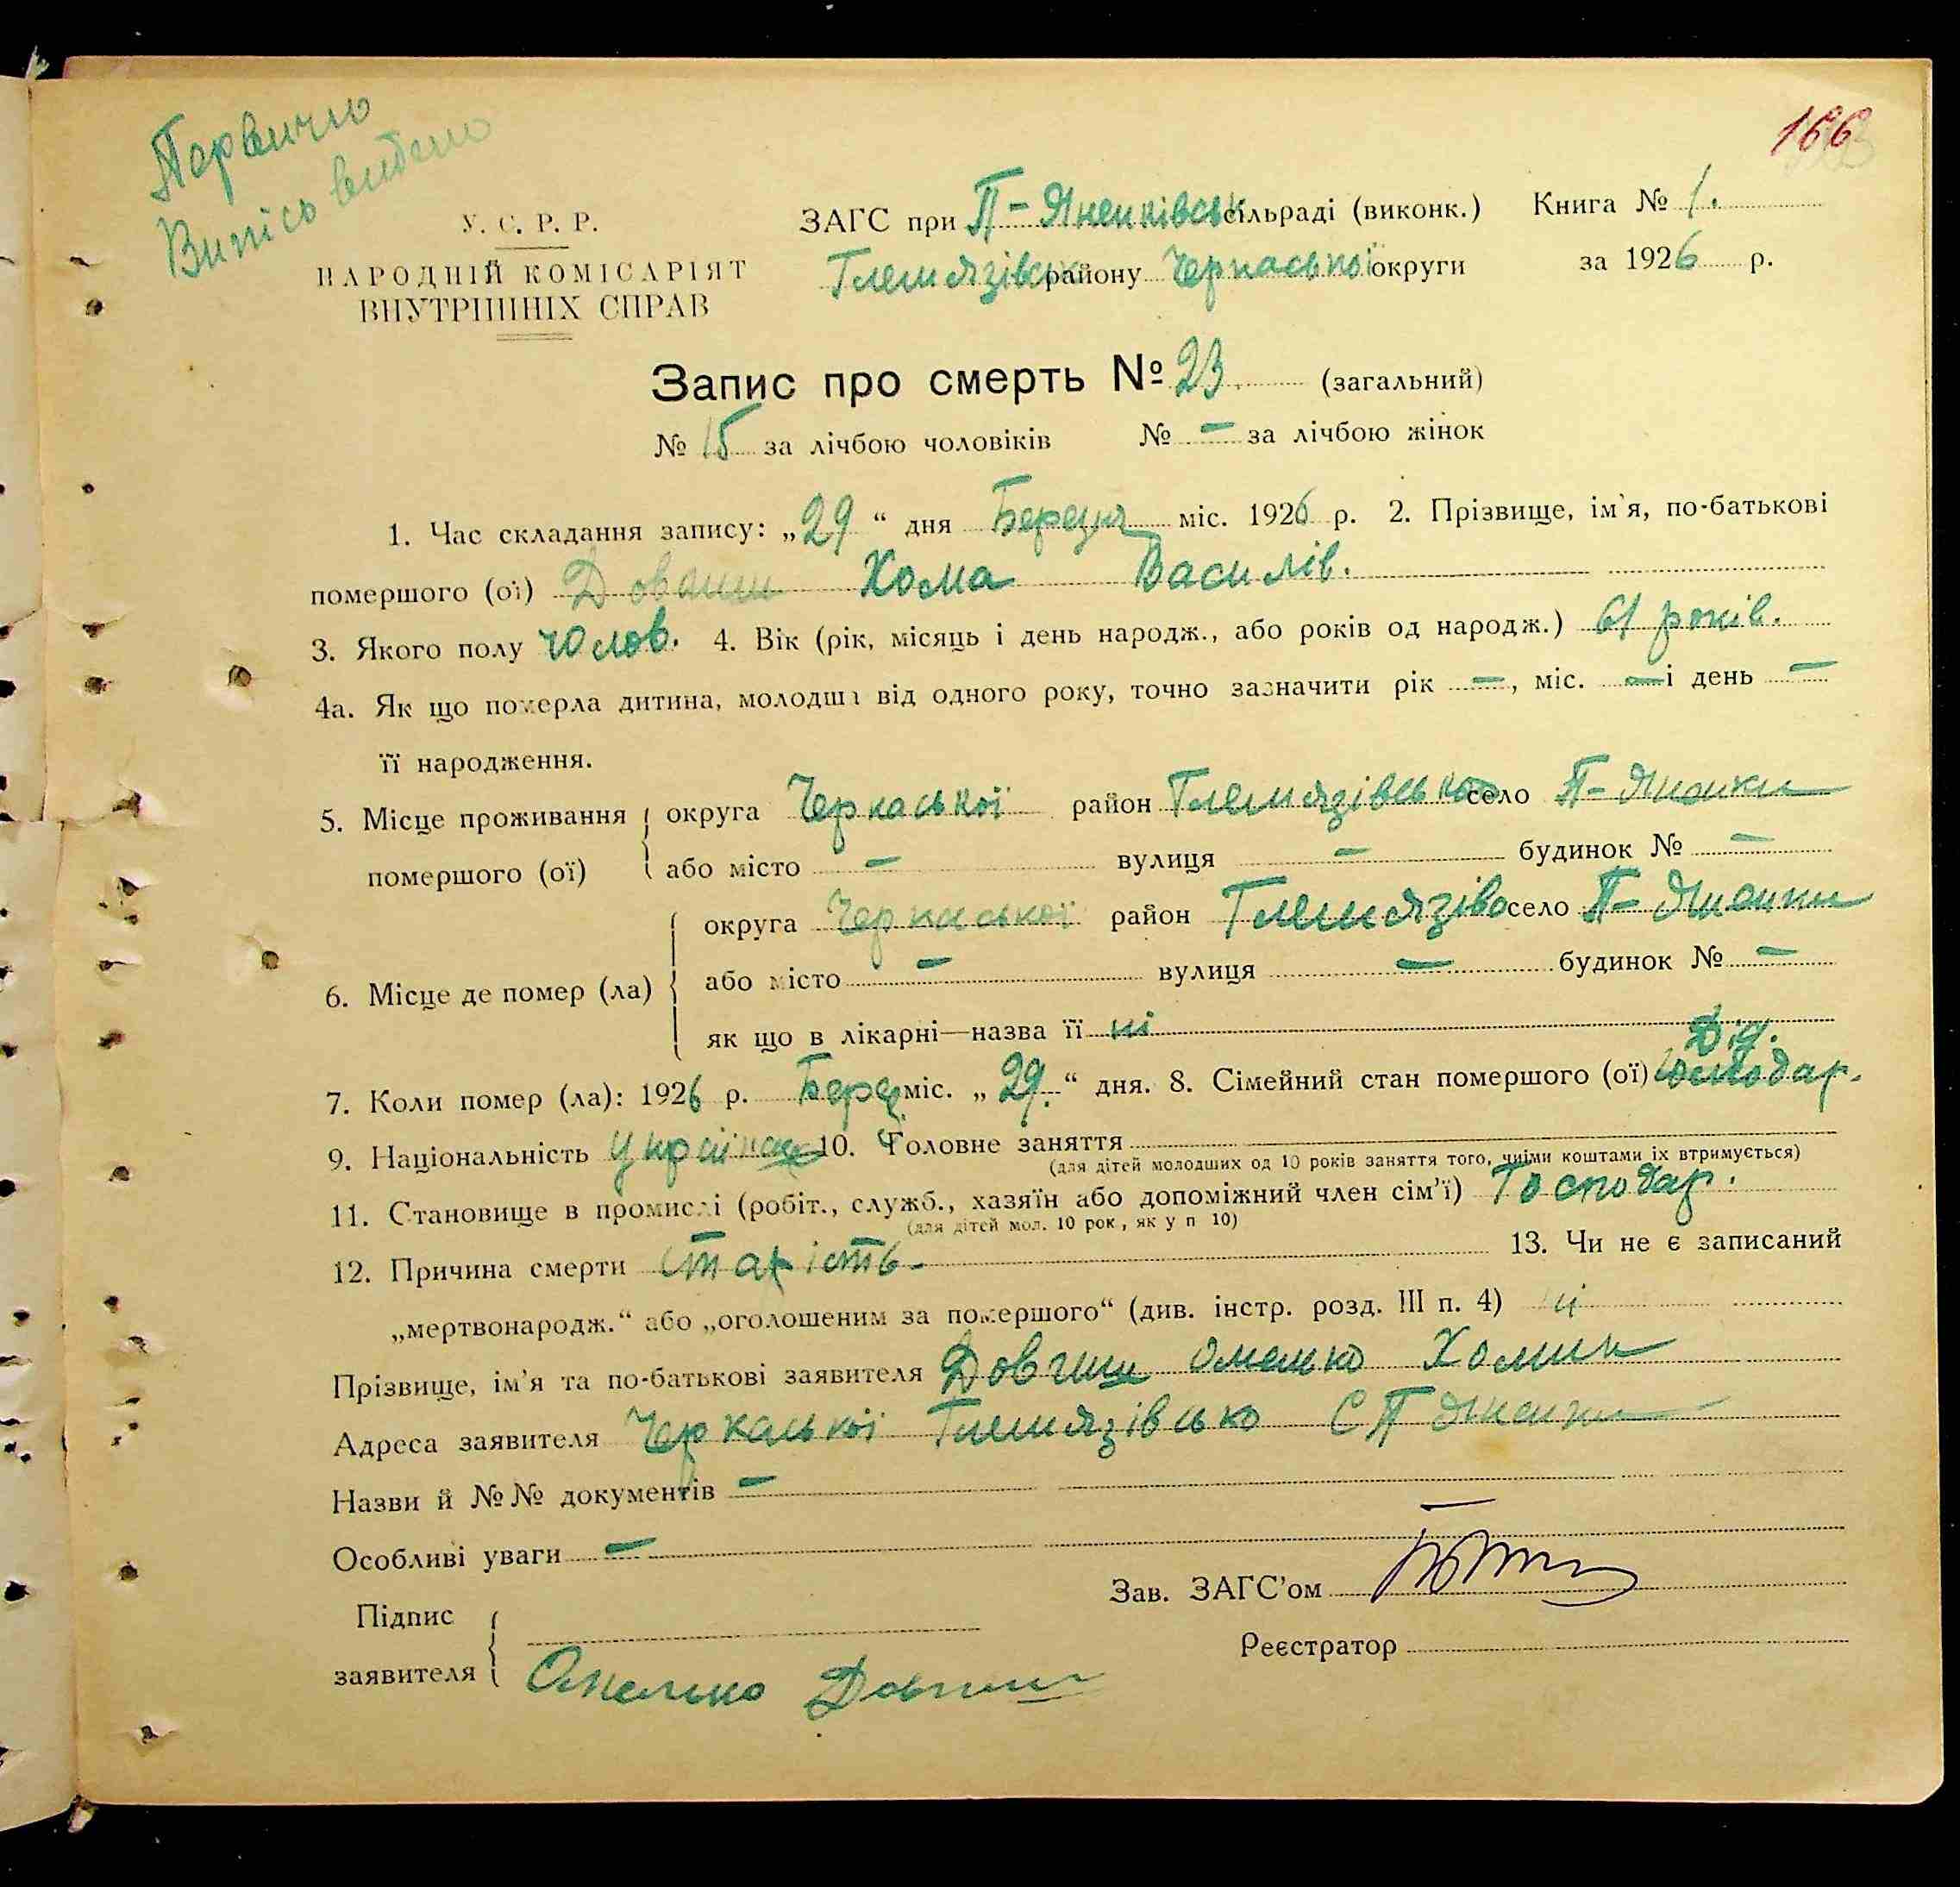 Первично
Випісь видано
166
У. С. Р. Р.
НАРОДНІЙ КОМІСАРІЯТ
ВНУТРІШНІХ СПРАВ
ЗАГС при П-Яненківськ сільраді (виконк.) Книга № 1.
Глемязівськ району Черкаської округи за 1926 р.
Запис про смерть № 23 (загальний)
№ 15 за лічбою чоловіків № — за лічбою жінок
1. Час складання запису: „29“ дня Березня міс. 1926 р. 2. Прізвище, ім'я, по-батькові
помершого (ої) Довгиш Хома Василів.
3. Якого полу чолов. 4. Вік (рік, місяць і день народж., або років од народж.) 61 років.
4а. Як що померла дитина, молодша від одного року, точно зазначити рік —, міс. — і день —
її народження.
5. Місце проживання помершого (ої) округа Черкаської район Глемязівсько село П-Яненки
або місто — вулиця — будинок № —
6. Місце де помер (ла) округа Черкаської район Глемязівс село П-Яненки
або місто — вулиця — будинок № —
як що в лікарні—назва її ні
7. Коли помер (ла): 1926 р. Берез міс. „29.“ дня. 8. Сімейний стан помершого (ої) Дід. господар.
9. Національність Українец 10. Головне заняття
(для дітей молодших од 10 років заняття того, чиїми коштами їх втримується)
11. Становище в промислі (робіт., служб., хазяїн або допоміжний член сім'ї) Господар.
(для дітей мол. 10 рок., як у п 10)
12. Причина смерти старість. 13. Чи не є записаний
„мертвонародж.“ або „оголошеним за помершого“ (див. інстр. розд. III п. 4) ні
Прізвище, ім'я та по-батькові заявителя Довгиш Омелько Хомин
Адреса заявителя Черкаської Глемязівсько С П Яненки
Назви й №№ документів —
Особливі уваги —
Зав. ЗАГС'ом
Підпис заявителя Омелько Довгиш
Реєстратор